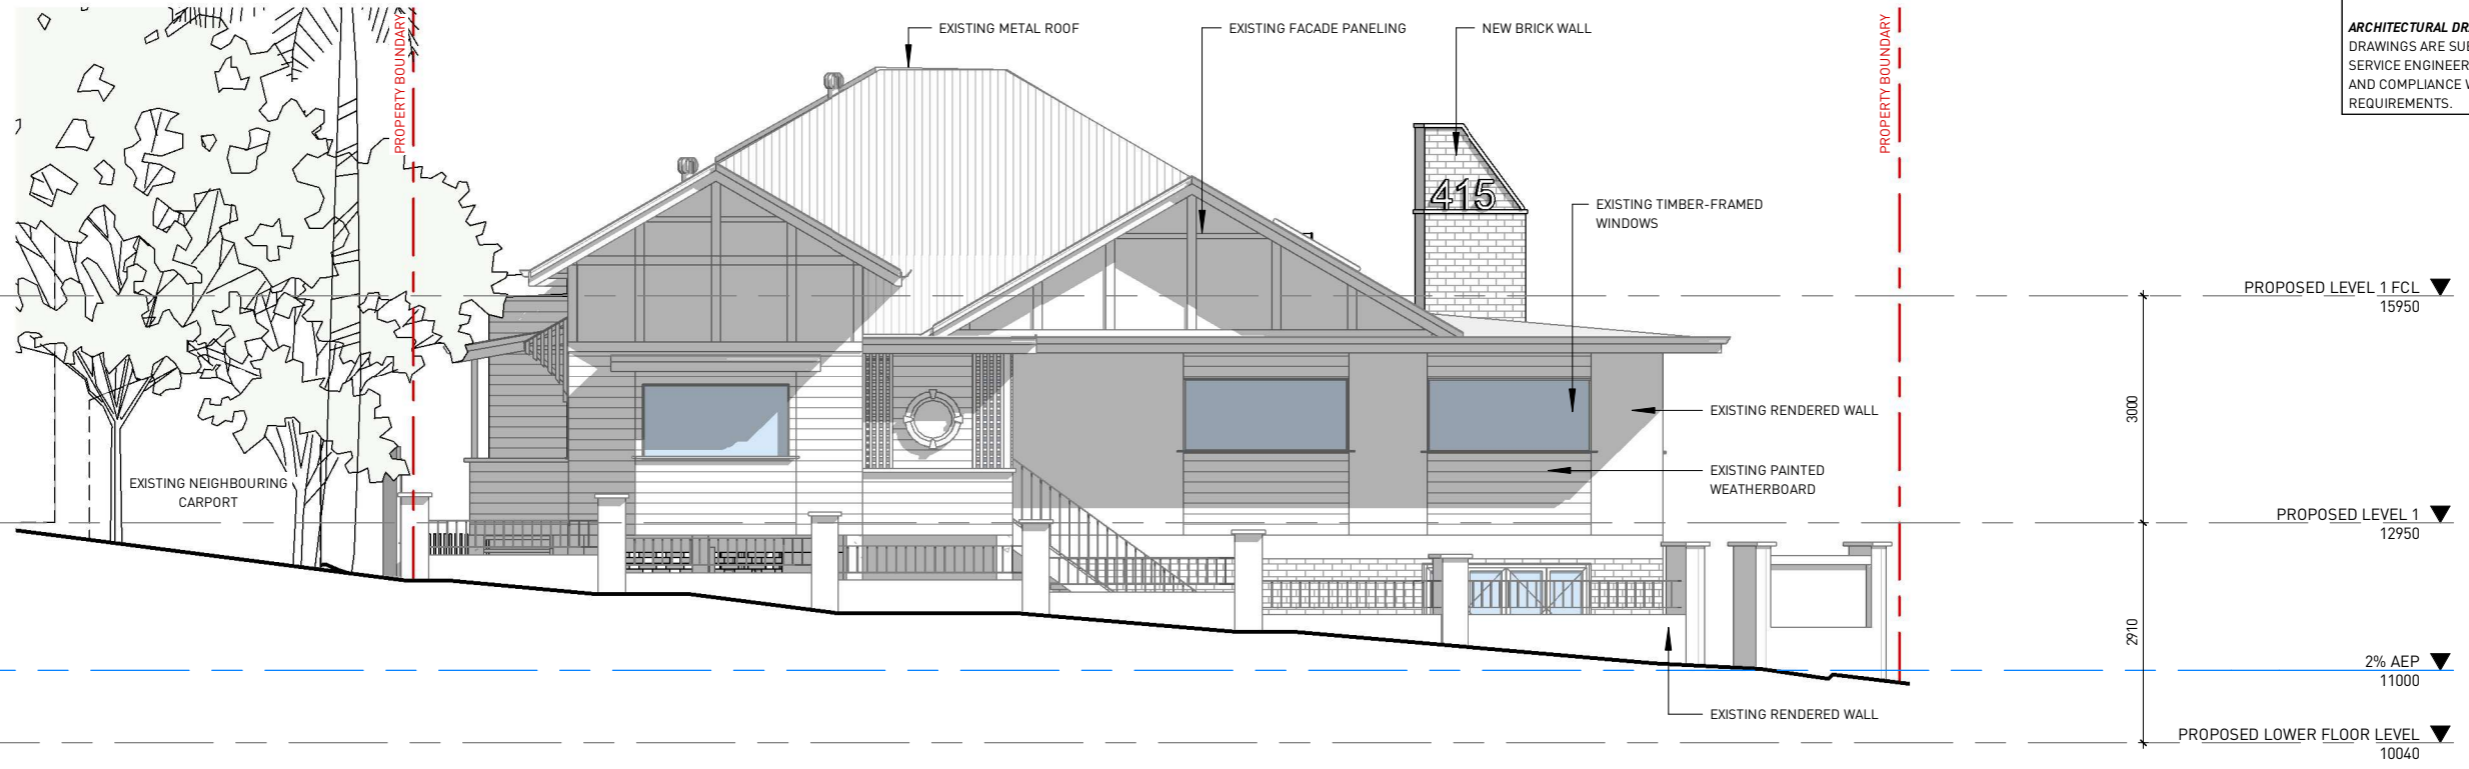 EXISTING METAL ROOF
EXISTING FACADE PANELING
NEW BRICK WALL
ARCHITECTURAL
DRAWINGS ARE
SERVICE ENGINEER
AND COMPLIANCE
REQUIREMENTS.
PROPERTY BOUNDARY
PROPERTY BOUNDARY
415
EXISTING TIMBER-FRAMED
WINDOWS
PROPOSED LEVEL 1 FCL
15950
3000
EXISTING RENDERED WALL
EXISTING PAINTED
WEATHERBOARD
EXISTING NEIGHBOURING
CARPORT
PROPOSED LEVEL 1
12950
2910
2% AEP
11000
EXISTING RENDERED WALL
PROPOSED LOWER FLOOR LEVEL
10040